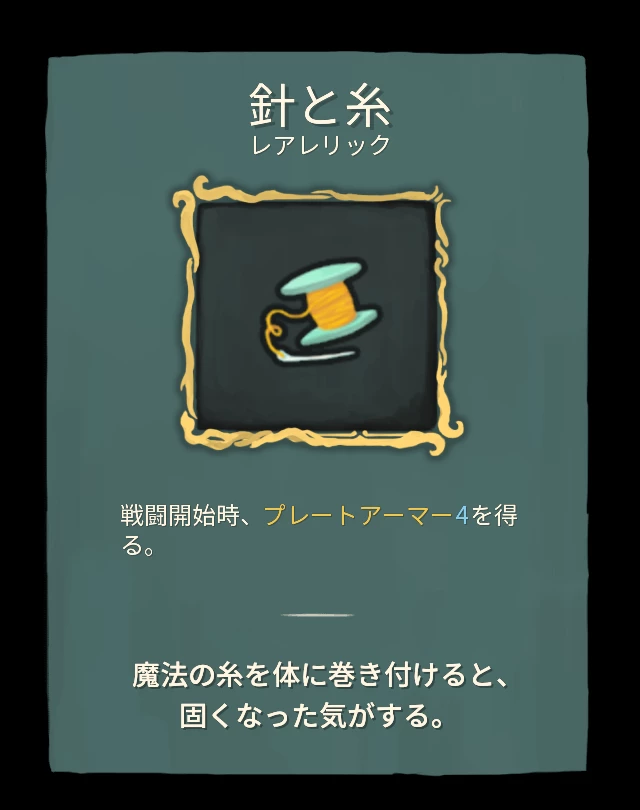 針と糸
レアレリック
戦闘開始時、プレートアーマー4を得
る。
魔法の糸を体に巻き付けると、
固くなった気がする。